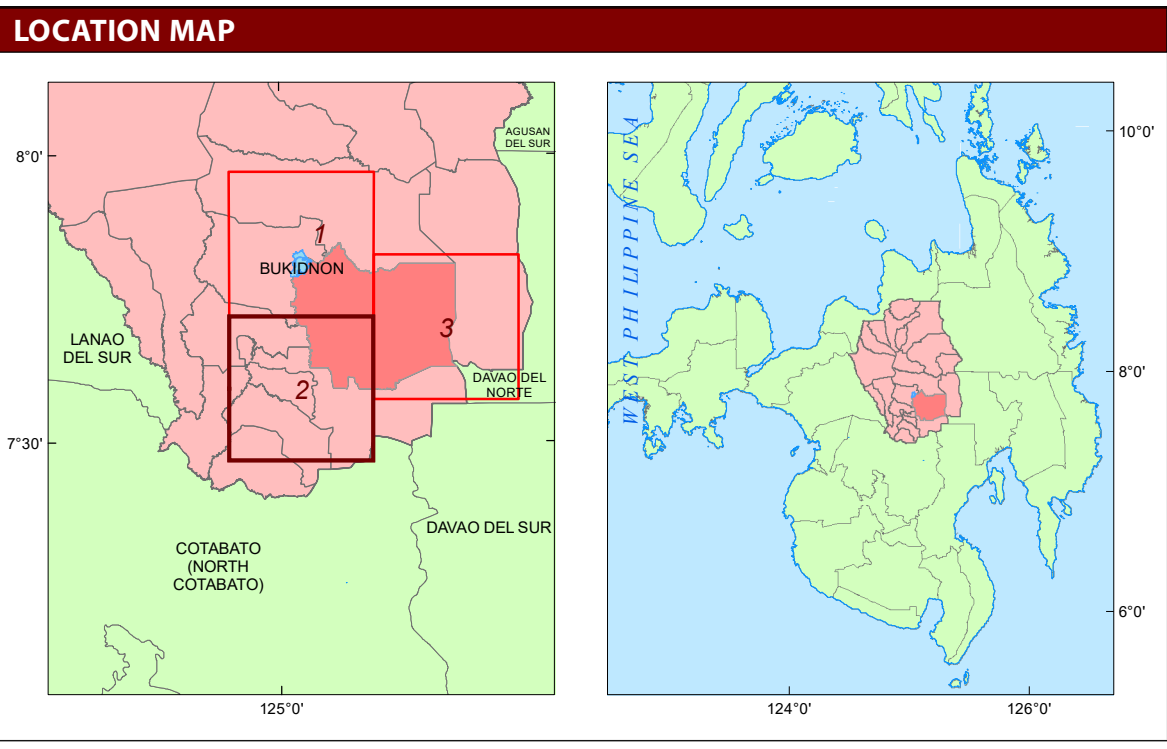 LOCATION MAP
AGUSAN
DEL SUR
8°0'
1
BUKIDNON
3
LANAO
DEL SUR
DAVAO DEL
NORTE
2
7°30'
DAVAO DEL SUR
COTABATO
(NORTH
COTABATO)
125°0'
WEST PHILIPPINE SEA
10°0'
8°0'
6°0'
124°0'
126°0'